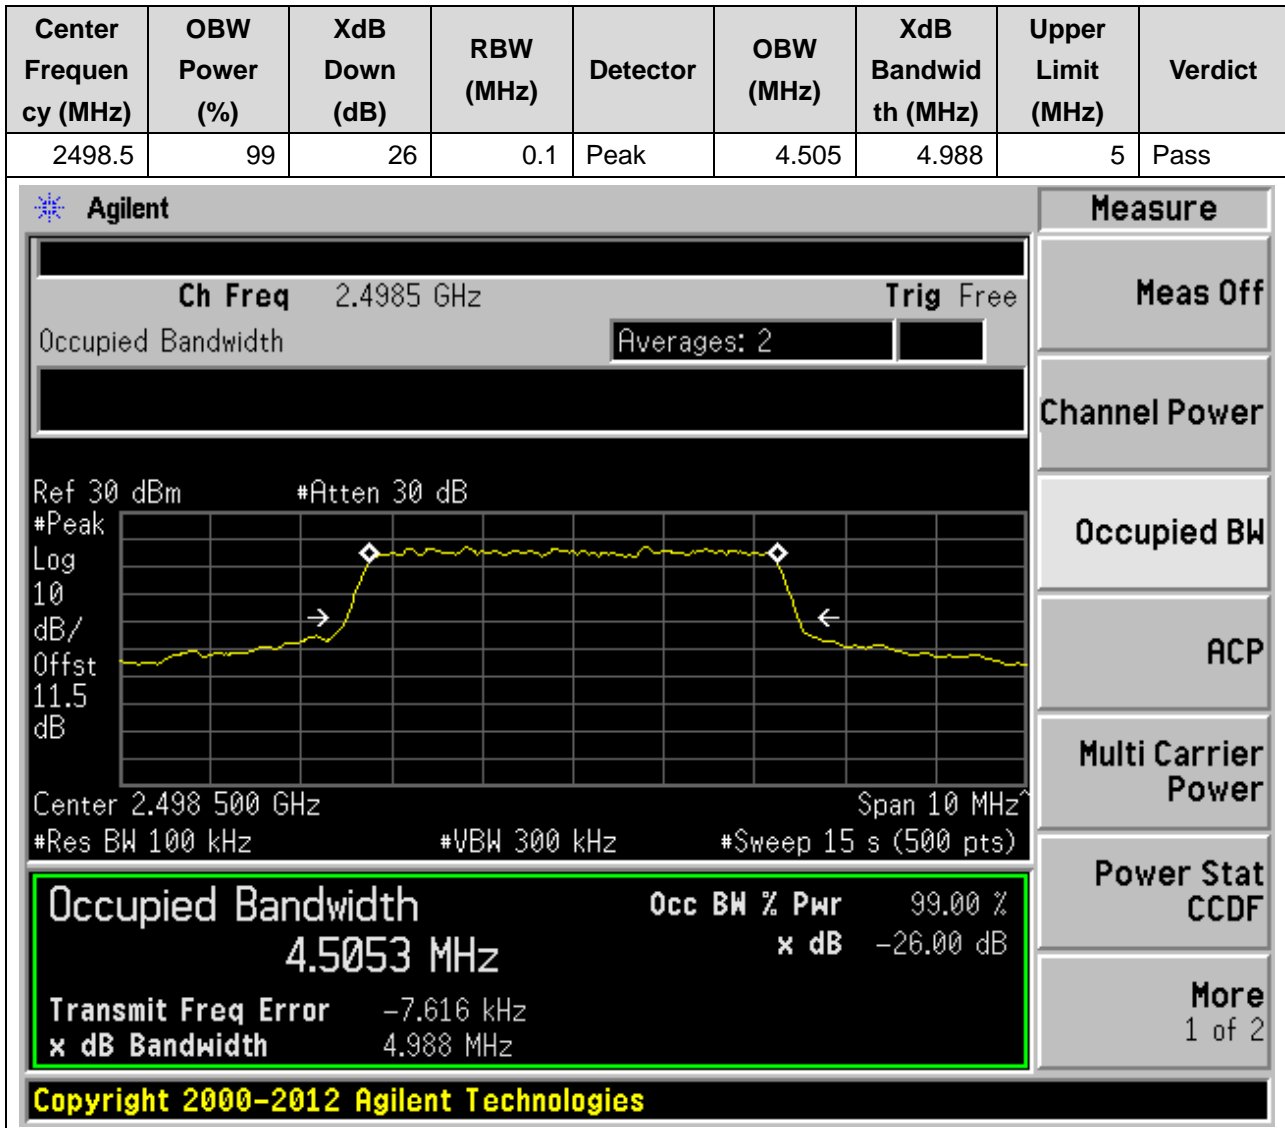 Center Frequen cy (MHz) OBW Power (%) XdB Down (dB) RBW (MHz) Detector OBW (MHz) XdB Bandwid th (MHz) Upper Limit (MHz) Verdict
2498.5 99 26 0.1 Peak 4.505 4.988 5 Pass
Agilent
Measure
Ch Freq 2.4985 GHz Trig Free
Meas Off
Occupied Bandwidth Averages: 2
Channel Power
Ref 30 dBm #Atten 30 dB
#Peak
Log
10
dB/
Offst
11.5
dB
Occupied BW
ACP
Multi Carrier
Power
Center 2.498 500 GHz Span 10 MHz^
#Res BW 100 kHz #VBW 300 kHz #Sweep 15 s (500 pts)
Power Stat
CCDF
Occupied Bandwidth
4.5053 MHz
Occ BW % Pwr 99.00 %
x dB -26.00 dB
Transmit Freq Error -7.616 kHz
x dB Bandwidth 4.988 MHz
More
1 of 2
Copyright 2000-2012 Agilent Technologies